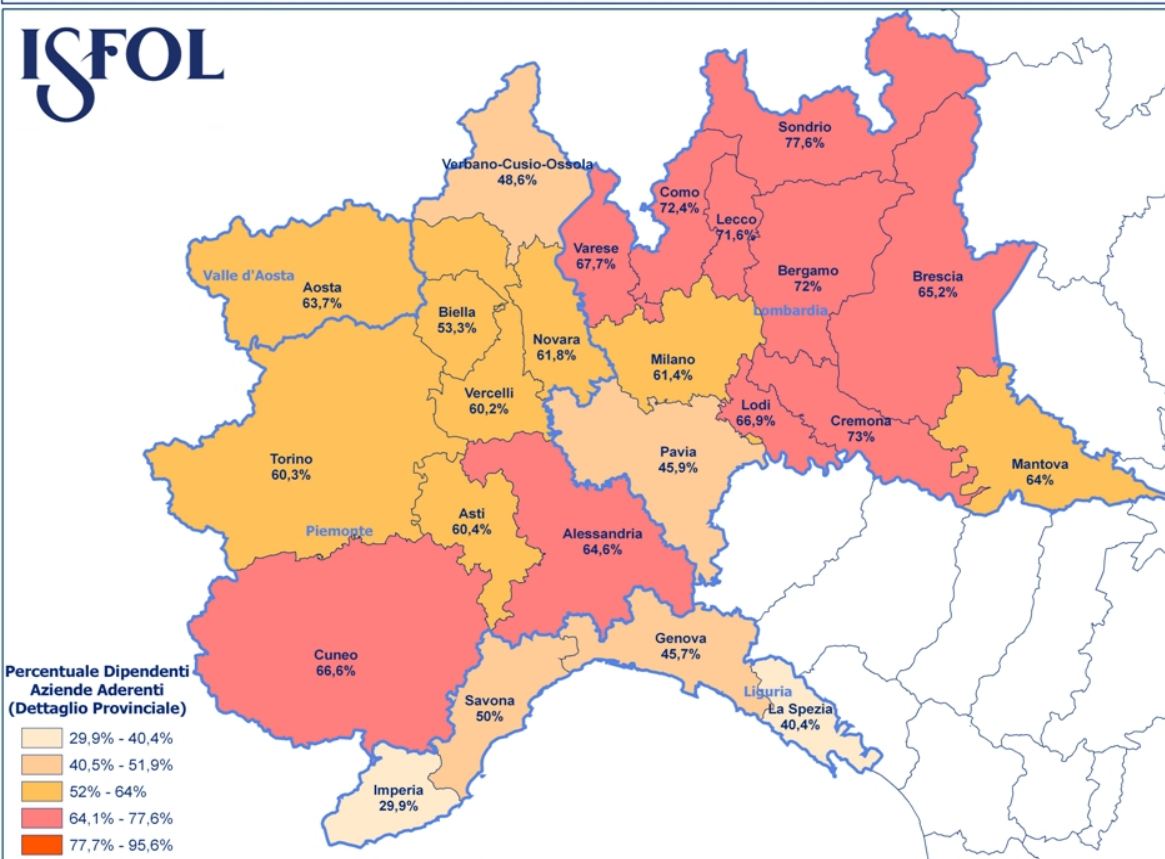 ISFOL
Sondrio
77,6%
Verbano-Cusio-Ossola
48,6%
Como
72,4%
Lecco
71,6%
Varese
67,7%
Bergamo
72%
Brescia
65,2%
Valle d'Aosta
Aosta
63,7%
Lombardia
Biella
53,3%
Novara
61,8%
Milano
61,4%
Vercelli
60,2%
Lodi
66,9%
Cremona
73%
Torino
60,3%
Pavia
45,9%
Mantova
64%
Asti
60,4%
Piemonte
Alessandria
64,6%
Cuneo
66,6%
Genova
45,7%
Liguria
Savona
50%
La Spezia
40,4%
Imperia
29,9%
Percentuale Dipendenti
Aziende Aderenti
(Dettaglio Provinciale)
29,9% - 40,4%
40,5% - 51,9%
52% - 64%
64,1% - 77,6%
77,7% - 95,6%